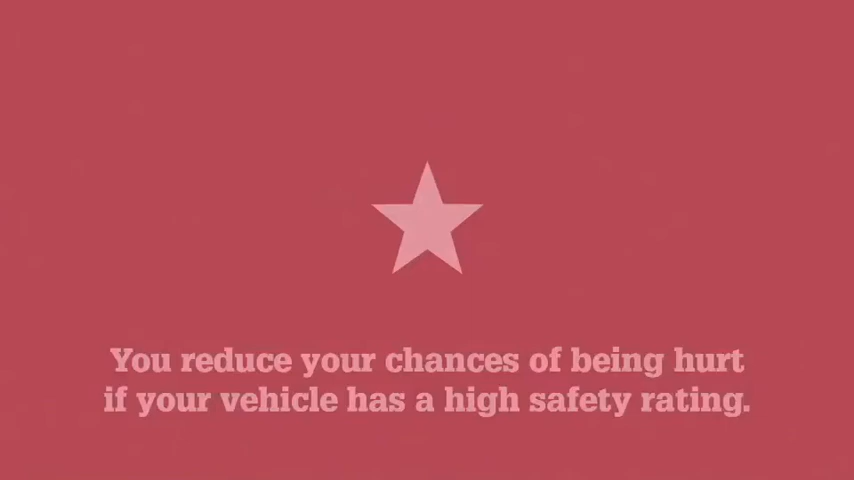 You reduce your chances of being hurt
if your vehicle has a high safety rating.